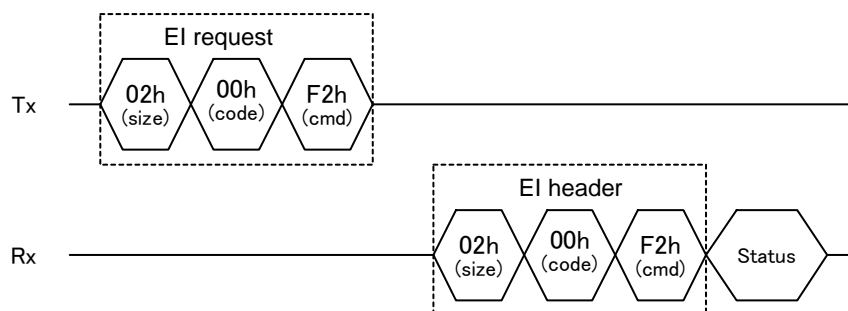 EI request
Tx
02h
(size)
00h
(code)
F2h
(cmd)
EI header
Rx
02h
(size)
00h
(code)
F2h
(cmd)
Status